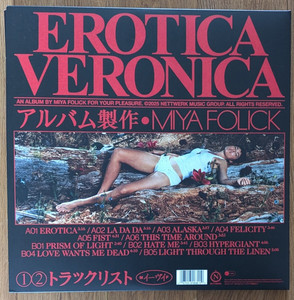 EROTICA
VERONICA
AN ALBUM BY MIYA FOLICK FOR YOUR PLEASURE. ©2025 NETTWERK MUSIC GROUP. ALL RIGHTS RESERVED.
アルバム製作・MIYA FOLICK
A01 EROTICA / A02 LA DA DA / A03 ALASKA / A04 FELICITY
A05 FIST / A06 THIS TIME AROUND
B01 PRISM OF LIGHT / B02 HATE ME / B03 HYPERGIANT
B04 LOVE WANTS ME DEAD / B05 LIGHT THROUGH THE LINEN
①②トラックリスト
N